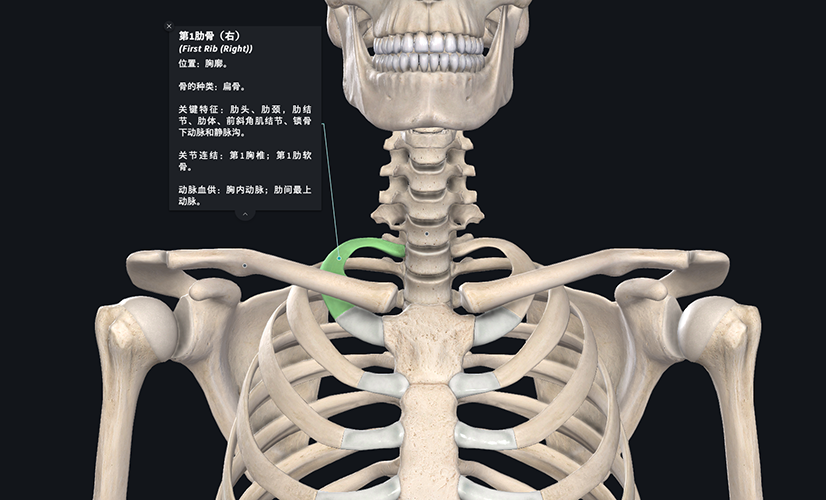 第1肋骨（右）
(First Rib (Right))
位置：胸廓。
骨的种类：扁骨。
关键特征：肋头、肋颈，肋结
节、肋体、前斜角肌结节、锁骨
下动脉和静脉沟。
关节连结：第1胸椎；第1肋软
骨。
动脉血供：胸内动脉；肋间最上
动脉。